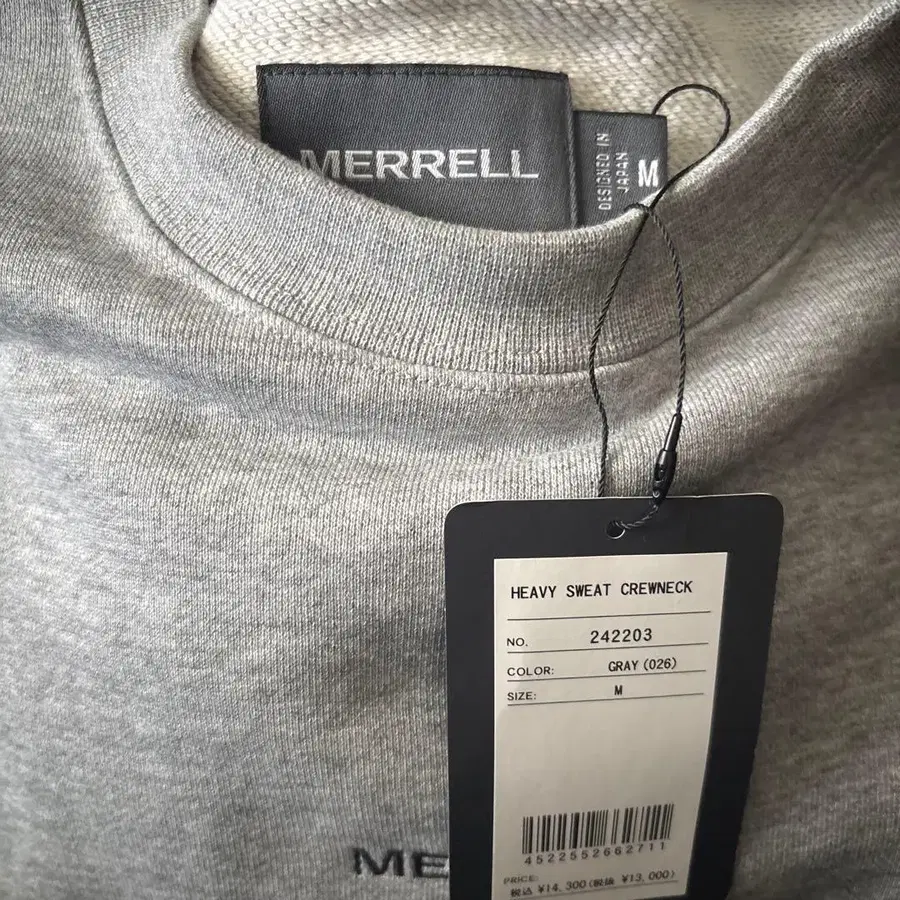 MERRELL
DESIGNED IN
JAPAN
M
HEAVY SWEAT CREWNECK
NO. 242203
COLOR: GRAY(026)
SIZE: M
4522552662711
PRICE:
税込 ¥14,300(税抜 ¥13,000)
ME